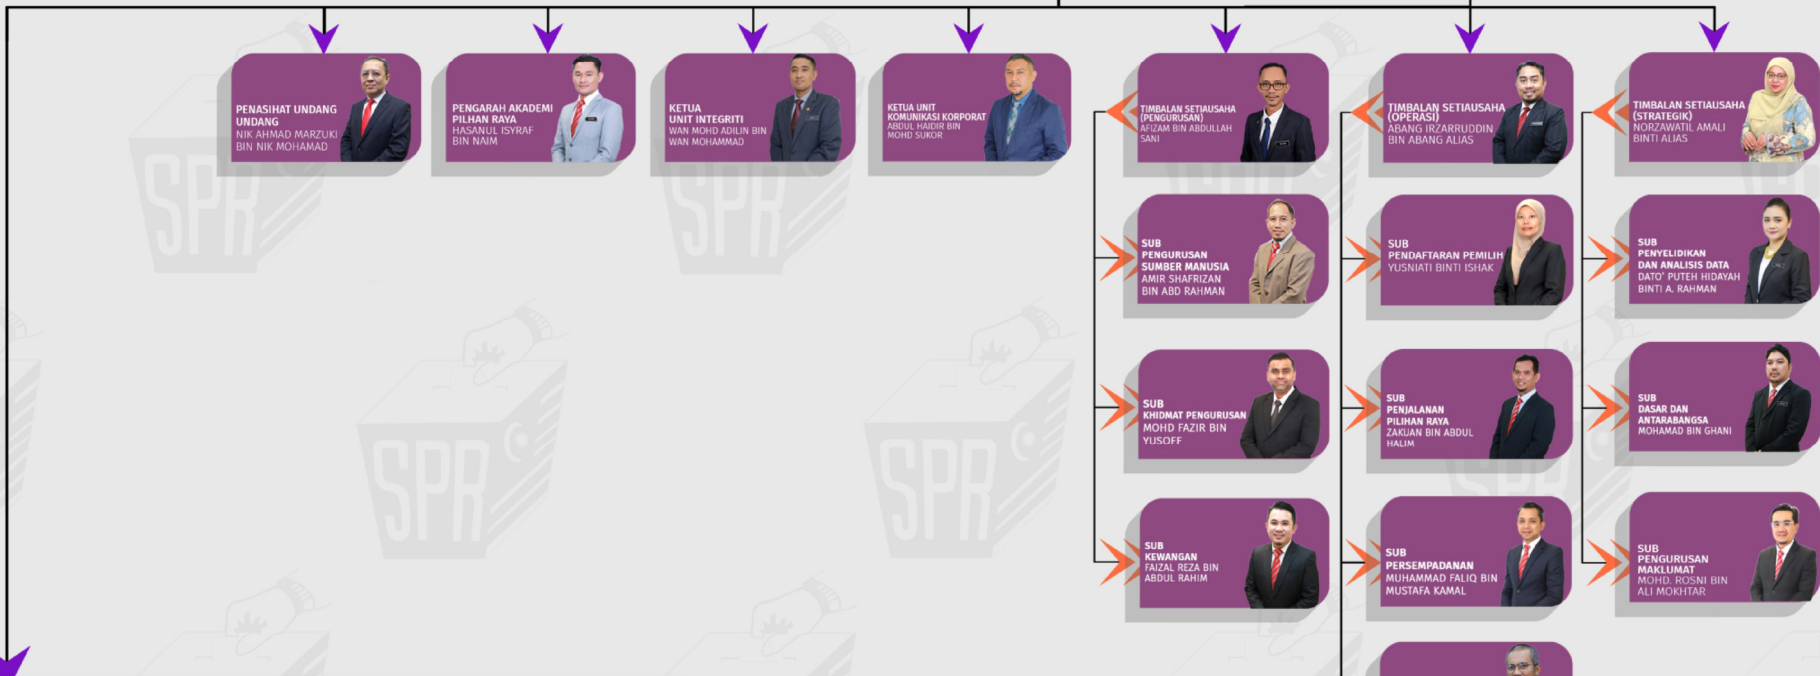 PENASIHAT UNDANG
UNDANG
NIK AHMAD MARZUKI
BIN NIK MOHAMAD
PENGARAH AKADEMI
PILHAN RAYA
HASANUL ISYRAF
BIN NAIM
KETUA
UNIT INTEGRITI
WAN MOHD ADILIN BIN
WAN MOHAMMAD
KETUA UNIT
KOMUNIKASI KORPORAT
ABDUL HAIDIR BIN
MOHD SUKOR
TIMBALAN SETIAUSAHA
(PENGURUSAN)
AFIZAM BIN ABDULLAH
SANI
TIMBALAN SETIAUSAHA
(OPERASI)
ABANG IRZARRUDDIN
BIN ABANG ALIAS
TIMBALAN SETIAUSAHA
(STRATEGIK)
NORZAWATIL AMALI
BINTI ALIAS
SUB
PENGURUSAN
SUMBER MANUSIA
AMIR SHAFRIZAN
BIN ABD RAHMAN
SUB
PENDAFTARAN PEMILIH
YUSNIATI BINTI ISHAK
SUB
PENYELIDIKAN
DAN ANALISIS DATA
DATO' PUTEH HIDAYAH
BINTI A. RAHMAN
SUB
KHIDMAT PENGURUSAN
MOHD FAZIR BIN
YUSOFF
SUB
PENJALANAN
PILIHAN RAYA
ZAKUAN BIN ABDUL
HALIM
SUB
DASAR DAN
ANTARABANGSA
MOHAMAD BIN GHANI
SUB
KEWANGAN
FAIZAL REZA BIN
ABDUL RAHIM
SUB
PERSEMPADANAN
MUHAMMAD FALIQ BIN
MUSTAFA KAMAL
SUB
PENGURUSAN
MAKLUMAT
MOHD. ROSNI BIN
ALI MOKHTAR
SPR
SPR
SPR
SPR